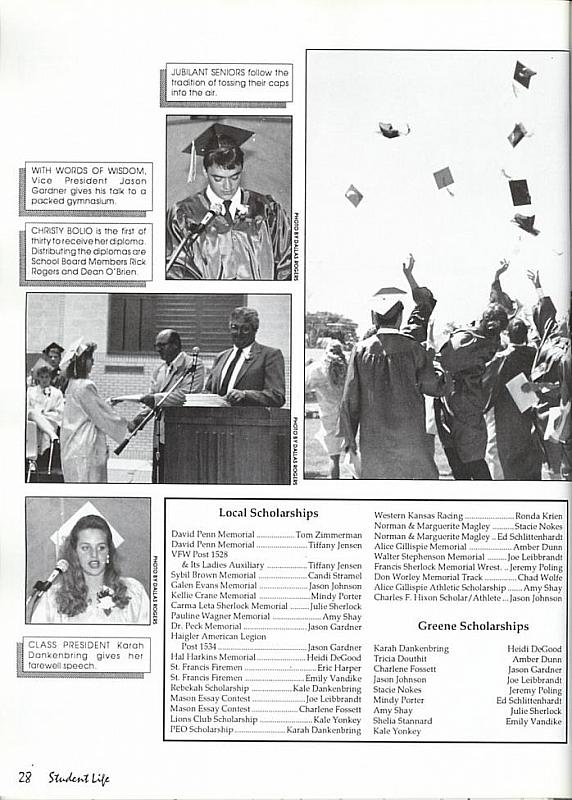 JUBILANT SENIORS follow the
tradition of tossing their caps
into the air.
WITH WORDS OF WISDOM,
Vice President Jason
Gardner gives his talk to a
packed gymnasium.
CHRISTY BOLIO is the first of
thirty to receive her diploma.
Distributing the diplomas are
School Board Members Rick
Rogers and Dean O'Brien.
PHOTO BY DALLAS ROGERS
PHOTO BY DALLAS ROGERS
PHOTO BY DALLAS ROGERS
CLASS PRESIDENT Karah
Dankenbring gives her
farewell speech.
Local Scholarships
David Penn Memorial ........ Tom Zimmerman
David Penn Memorial ........ Tiffany Jensen
VFW Post 1528
& Its Ladies Auxiliary ........ Tiffany Jensen
Sybil Brown Memorial ........ Candi Stramel
Galen Evans Memorial ........ Jason Johnson
Kellie Crane Memorial ........ Mindy Porter
Carma Leta Sherlock Memorial ........ Julie Sherlock
Pauline Wagner Memorial ........ Amy Shay
Dr. Peck Memorial ........ Jason Gardner
Haigler American Legion
Post 1534 ........ Jason Gardner
Hal Harkins Memorial ........ Heidi DeGood
St. Francis Firemen ........ Eric Harper
St. Francis Firemen ........ Emily Vandike
Rebekah Scholarship ........ Kale Dankenbring
Mason Essay Contest ........ Joe Leibbrandt
Mason Essay Contest ........ Charlene Fossett
Lions Club Scholarship ........ Kale Yonkey
PEO Scholarship ........ Karah Dankenbring
Western Kansas Racing ........ Ronda Krien
Norman & Marguerite Magley ........ Stacie Nokes
Norman & Marguerite Magley .. Ed Schlittenhardt
Alice Gillispie Memorial ........ Amber Dunn
Walter Stephenson Memorial ........ Joe Leibbrandt
Francis Sherlock Memorial Wrest. .. Jeremy Poling
Don Worley Memorial Track ........ Chad Wolfe
Alice Gillispie Athletic Scholarship ...... Amy Shay
Charles F. Hixon Scholar/Athlete ... Jason Johnson
Greene Scholarships
Karah Dankenbring
Tricia Douthit
Charlene Fossett
Jason Johnson
Stacie Nokes
Mindy Porter
Amy Shay
Shelia Stannard
Kale Yonkey
Heidi DeGood
Amber Dunn
Jason Gardner
Joe Leibbrandt
Jeremy Poling
Ed Schlittenhardt
Julie Sherlock
Emily Vandike
28 Student Life